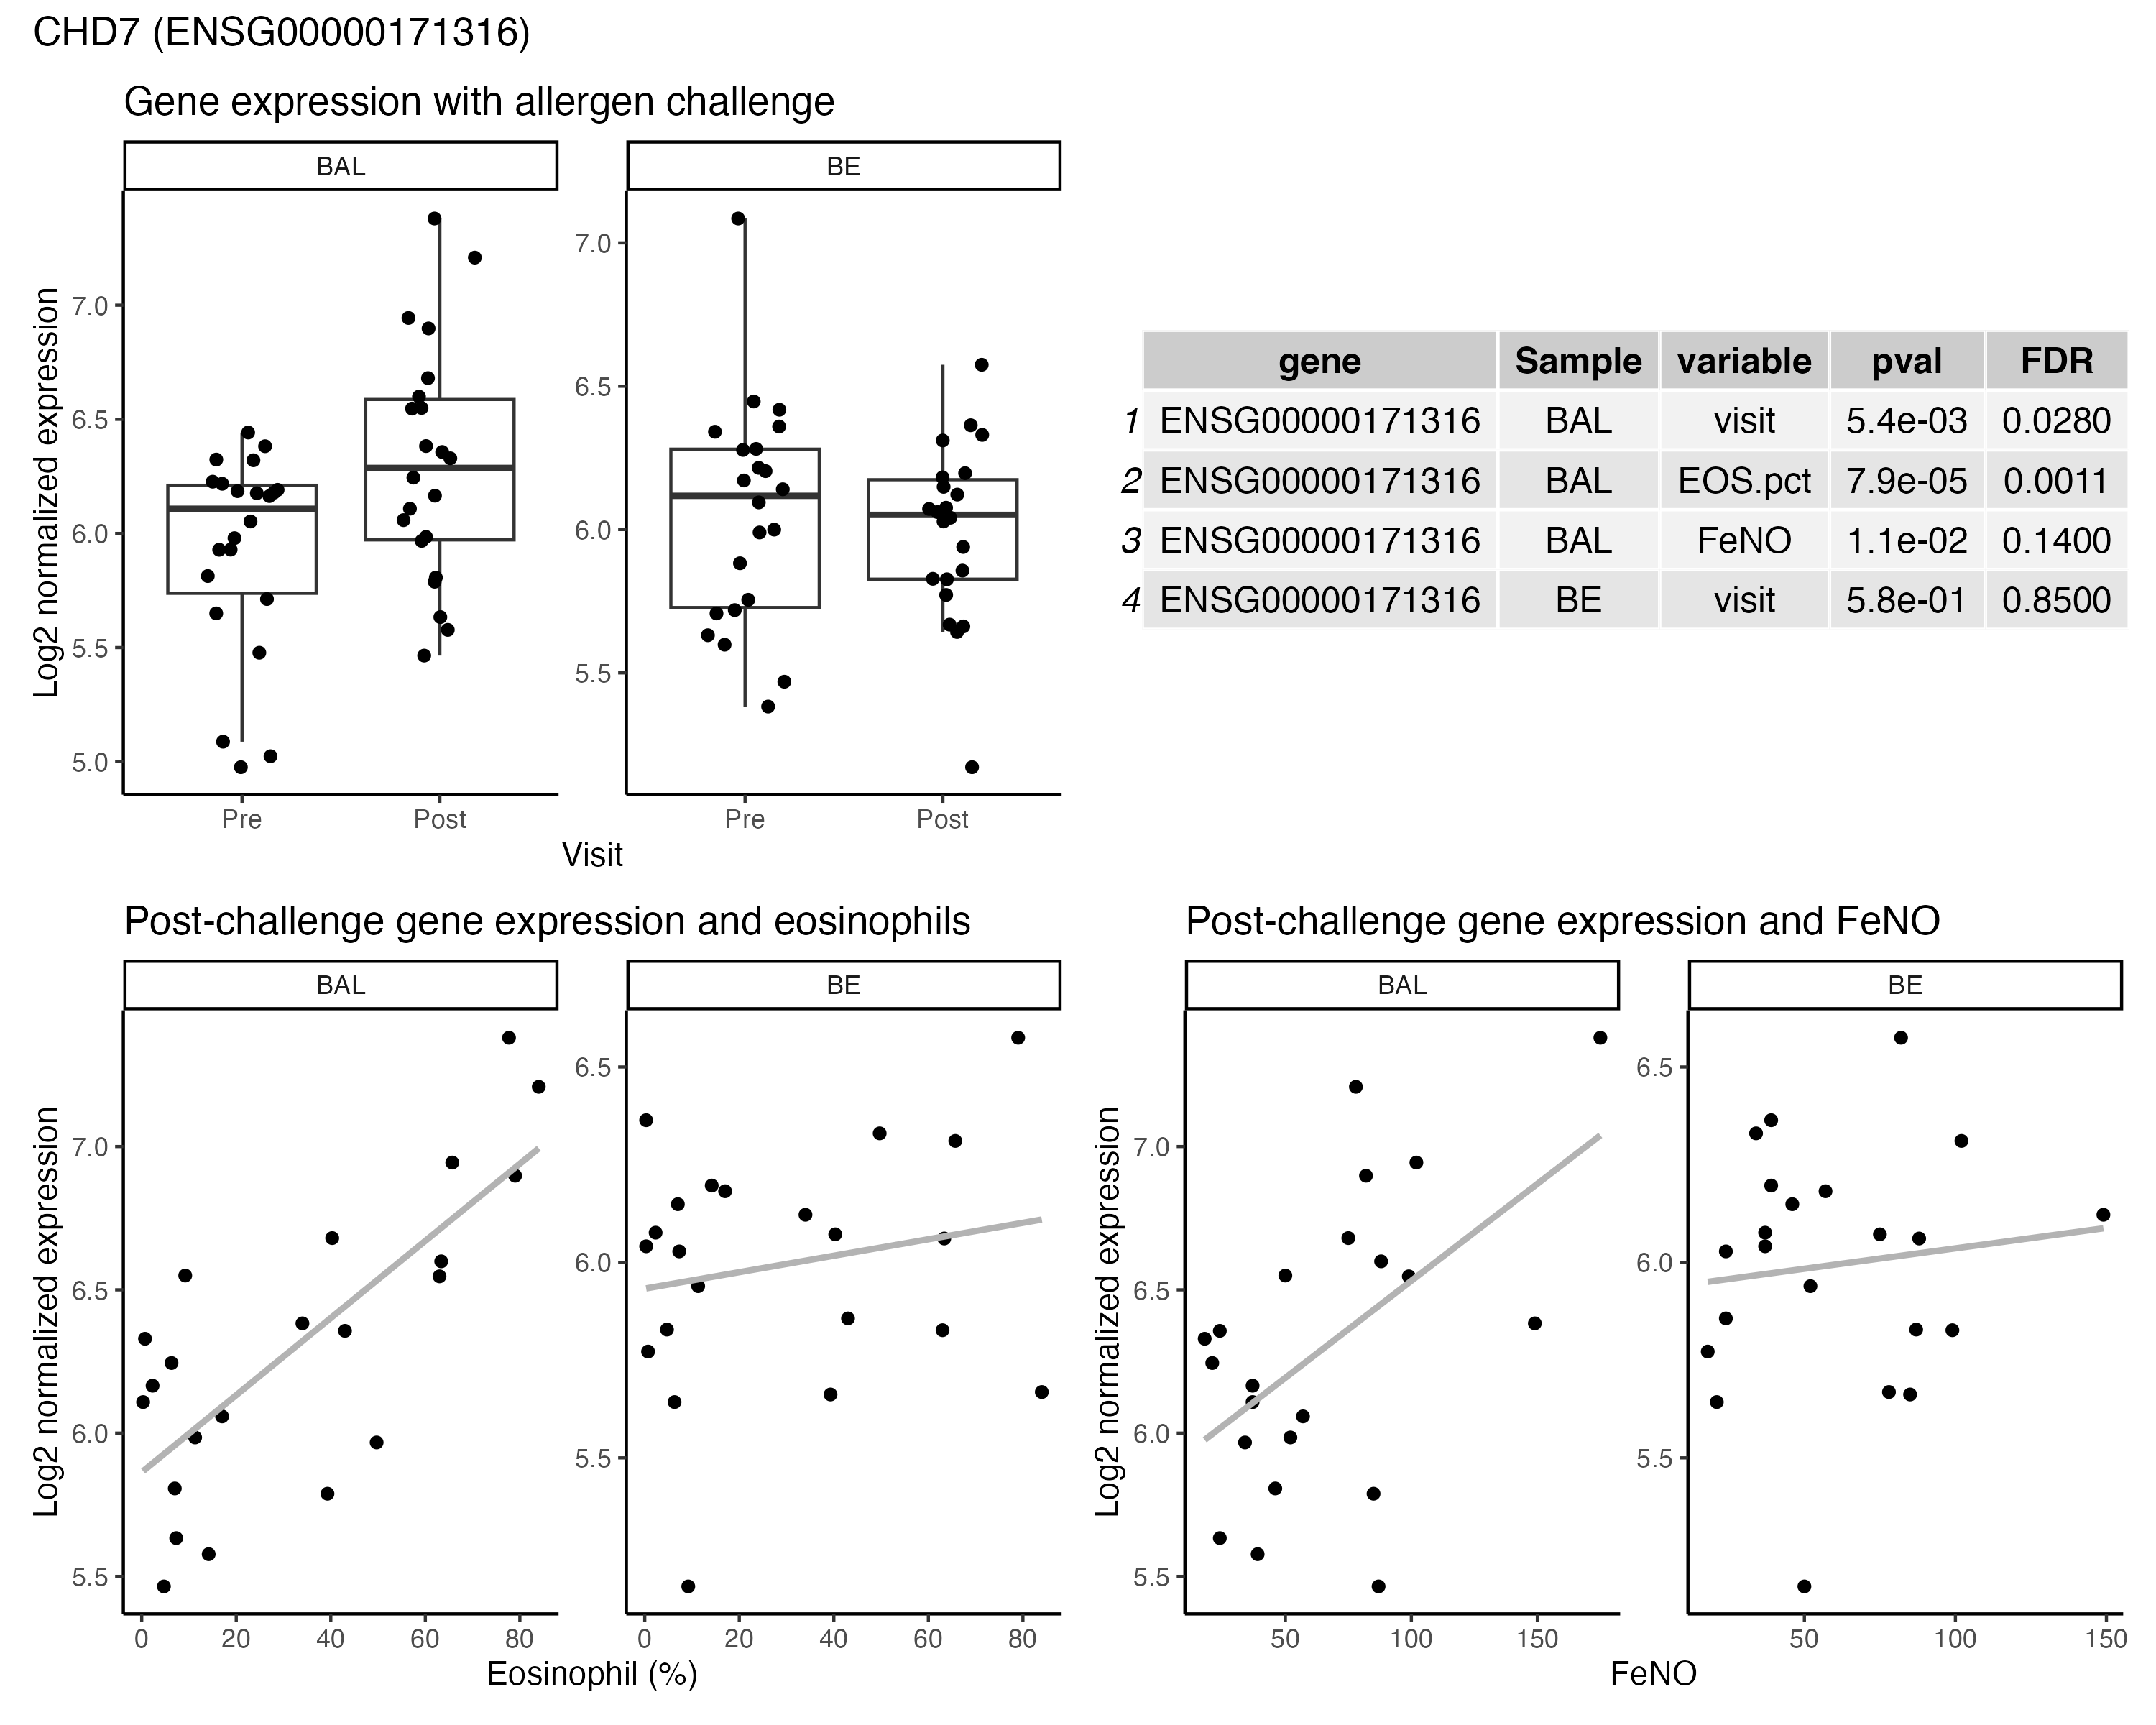 CHD7 (ENSG00000171316)
Gene expression with allergen challenge
BAL
BE
Log2 normalized expression
7.0
6.5
6.0
5.5
5.0
7.0
6.5
6.0
5.5
Pre
Post
Pre
Post
Visit
gene Sample variable pval FDR
1 ENSG00000171316 BAL visit 5.4e-03 0.0280
2 ENSG00000171316 BAL EOS.pct 7.9e-05 0.0011
3 ENSG00000171316 BAL FeNO 1.1e-02 0.1400
4 ENSG00000171316 BE visit 5.8e-01 0.8500
Post-challenge gene expression and eosinophils
BAL
BE
Log2 normalized expression
7.0
6.5
6.0
5.5
6.5
6.0
5.5
0 20 40 60 80
0 20 40 60 80
Eosinophil (%)
Post-challenge gene expression and FeNO
BAL
BE
Log2 normalized expression
7.0
6.5
6.0
5.5
6.5
6.0
5.5
50 100 150
50 100 150
FeNO